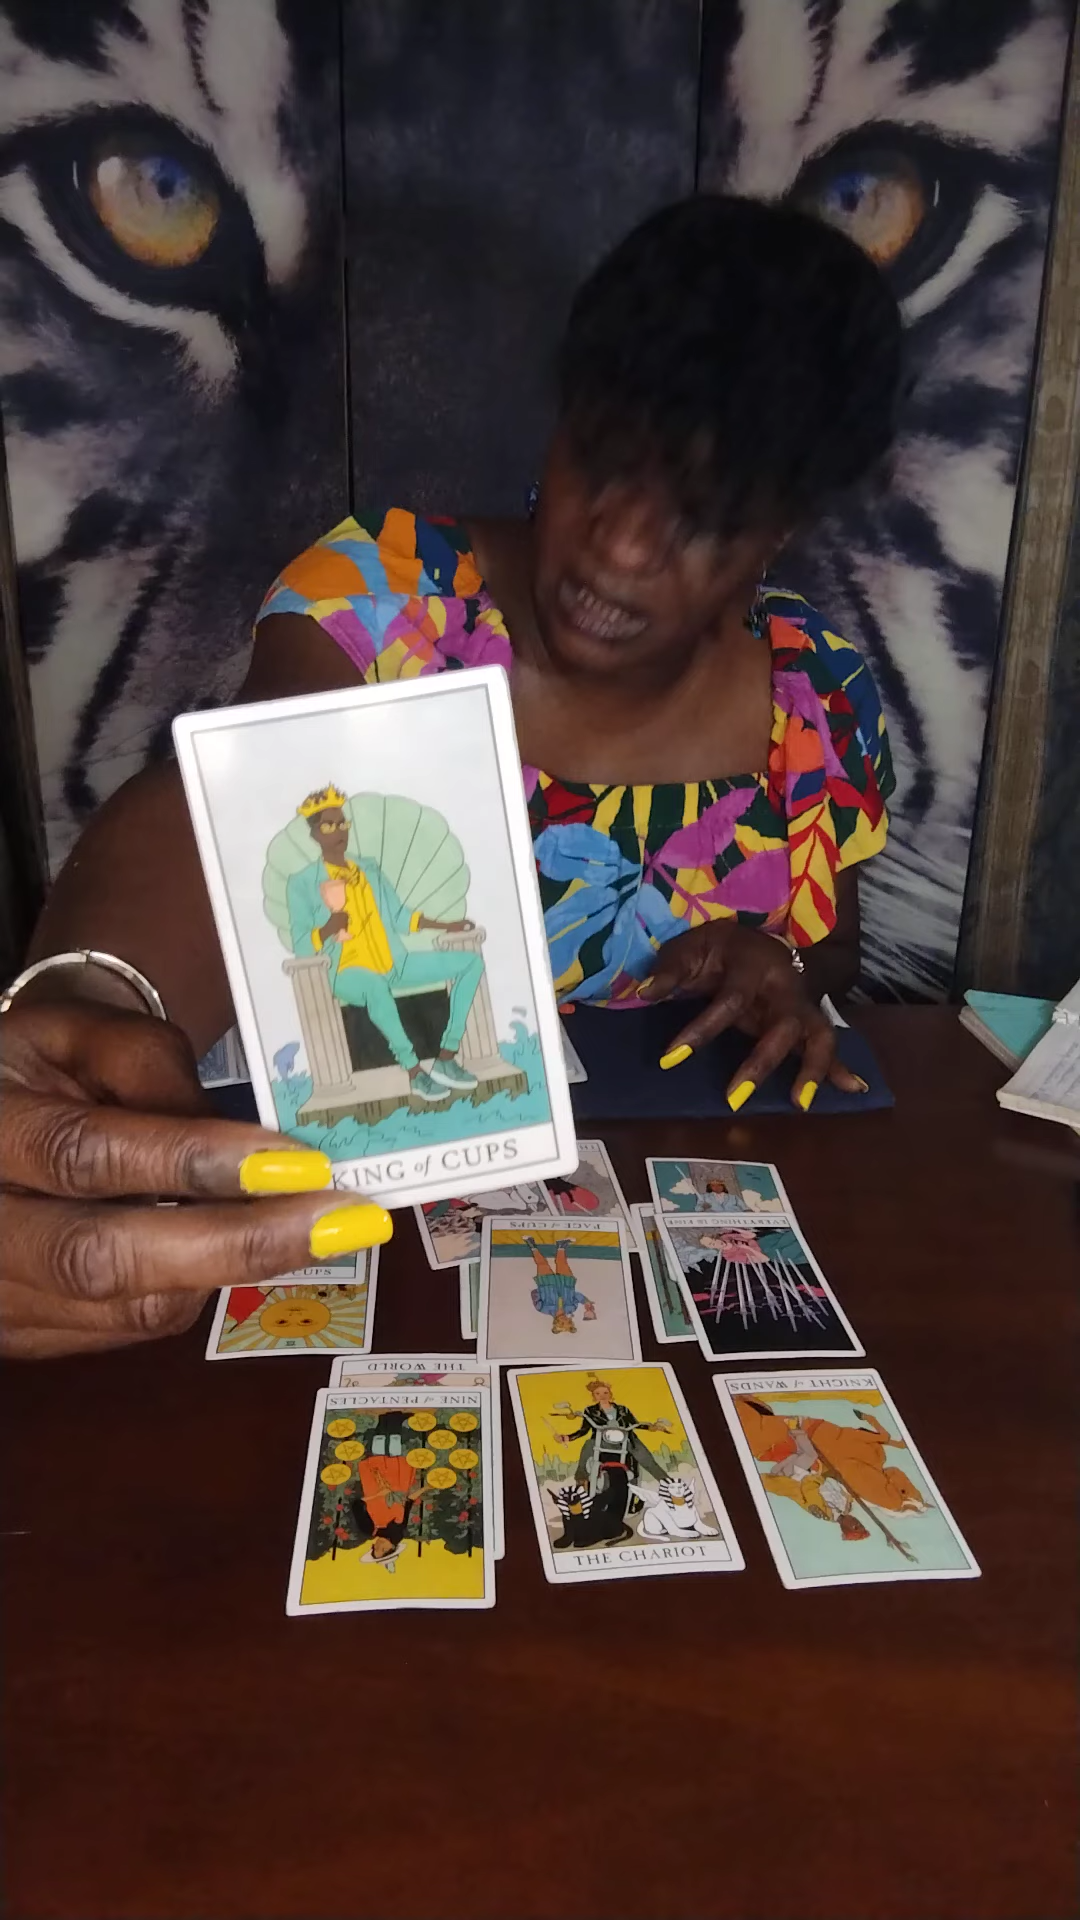 KING of CUPS
CUPS
PAGE of CUPS
EVERYTHING IS FINE
THE WORLD
NINE of PENTACLES
THE CHARIOT
KNIGHT of WANDS